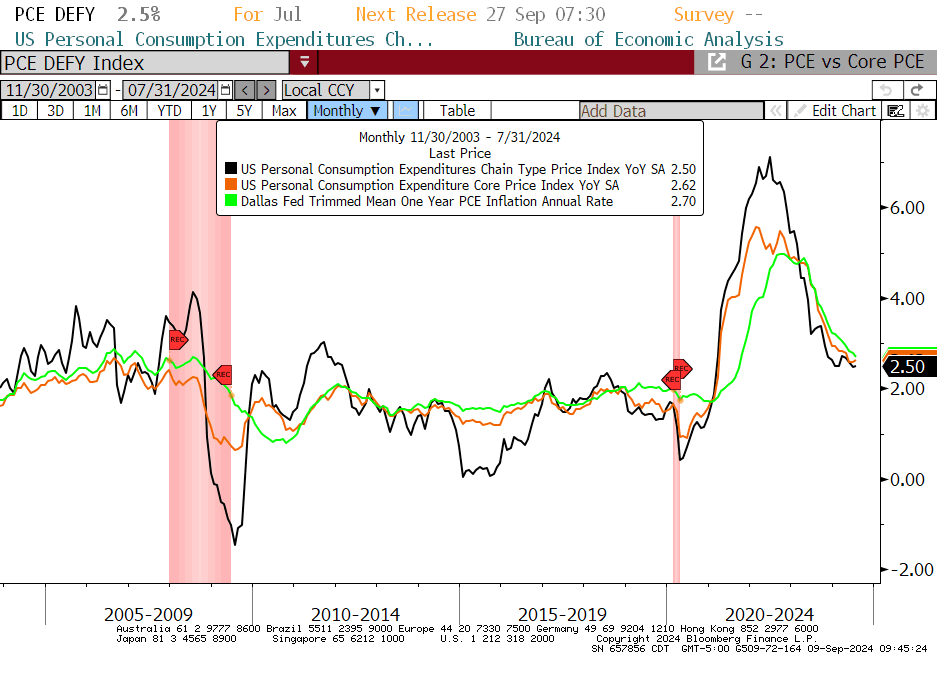 PCE DEFY 2.5% For Jul Next Release 27 Sep 07:30 Survey --
US Personal Consumption Expenditures Ch... Bureau of Economic Analysis
PCE DEFY Index G 2: PCE vs Core PCE
11/30/2003 - 07/31/2024 < > Local CCY
1D 3D 1M 6M YTD 1Y 5Y Max Monthly ▼ Table Add Data « Edit Chart
Monthly 11/30/2003 - 7/31/2024
Last Price
US Personal Consumption Expenditures Chain Type Price Index YoY SA 2.50
US Personal Consumption Expenditure Core Price Index YoY SA 2.62
Dallas Fed Trimmed Mean One Year PCE Inflation Annual Rate 2.70
6.00
4.00
REC
REC
REC
REC
2.50
2.00
0.00
-2.00
2005-2009 2010-2014 2015-2019 2020-2024
Australia 61 2 9777 8600 Brazil 5511 2395 9000 Europe 44 20 7330 7500 Germany 49 69 9204 1210 Hong Kong 852 2977 6000
Japan 81 3 4565 8900 Singapore 65 6212 1000 U.S. 1 212 318 2000 Copyright 2024 Bloomberg Finance L.P.
SN 657856 CDT GMT-5:00 G509-72-164 09-Sep-2024 09:45:24